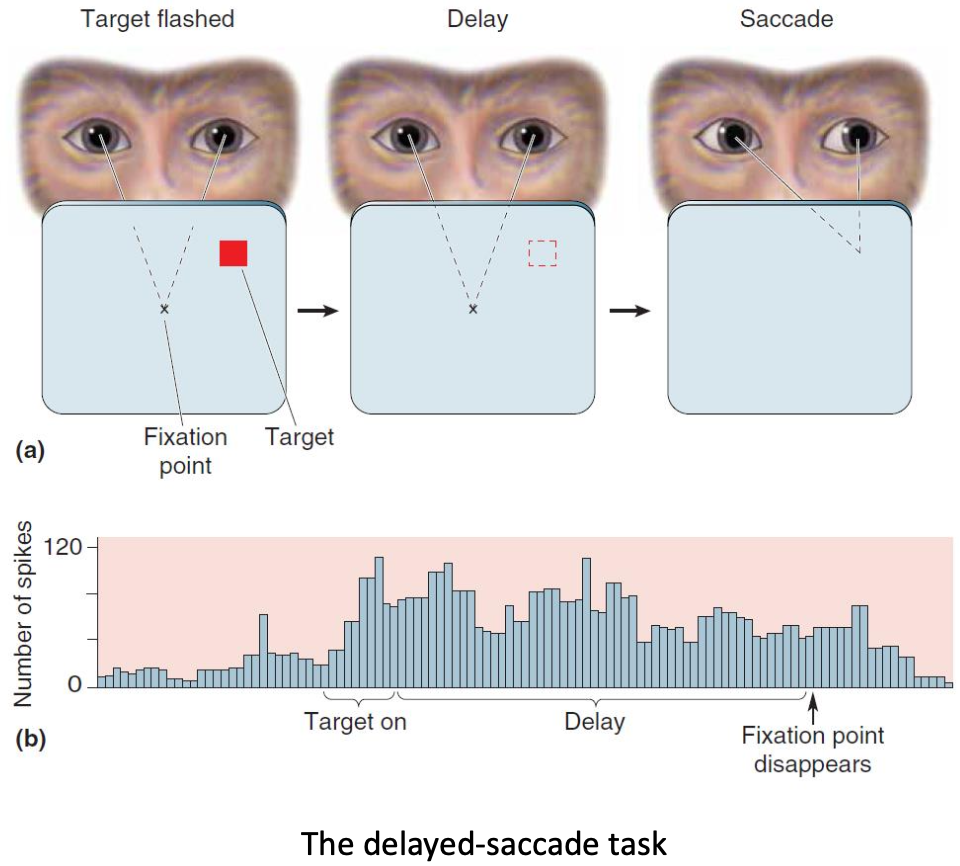 Target flashed
Delay
Saccade
x
x
Fixation
point
Target
(a)
Number of spikes
120
0
Target on
Delay
Fixation point
disappears
(b)
The delayed-saccade task